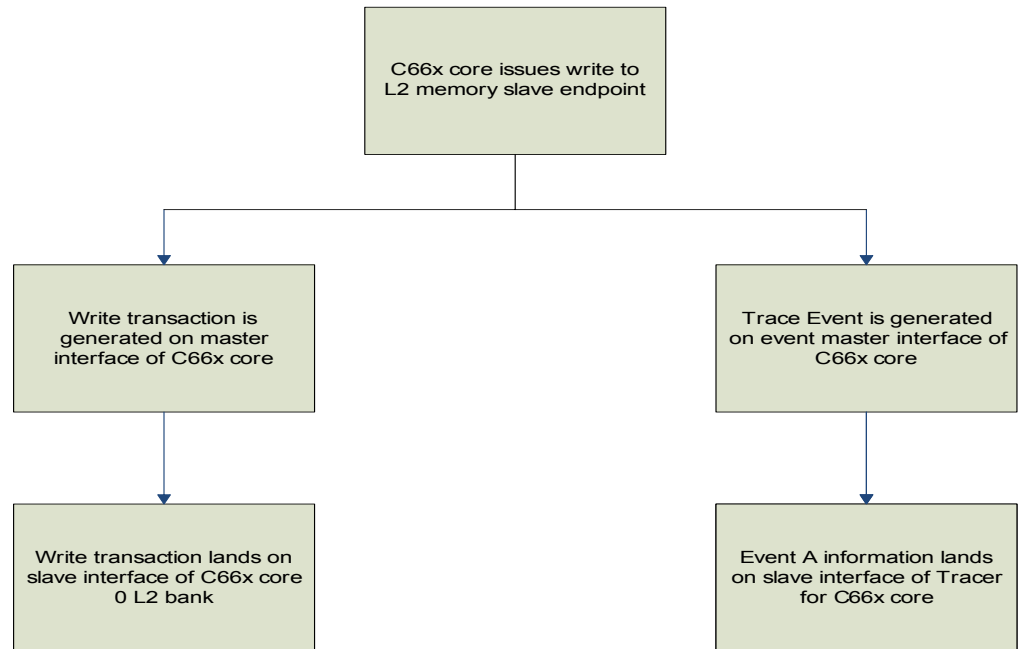 C66x core issues write to
L2 memory slave endpoint
Write transaction is
generated on master
interface of C66x core
Trace Event is generated
on event master interface of
C66x core
Write transaction lands on
slave interface of C66x core
0 L2 bank
Event A information lands
on slave interface of Tracer
for C66x core